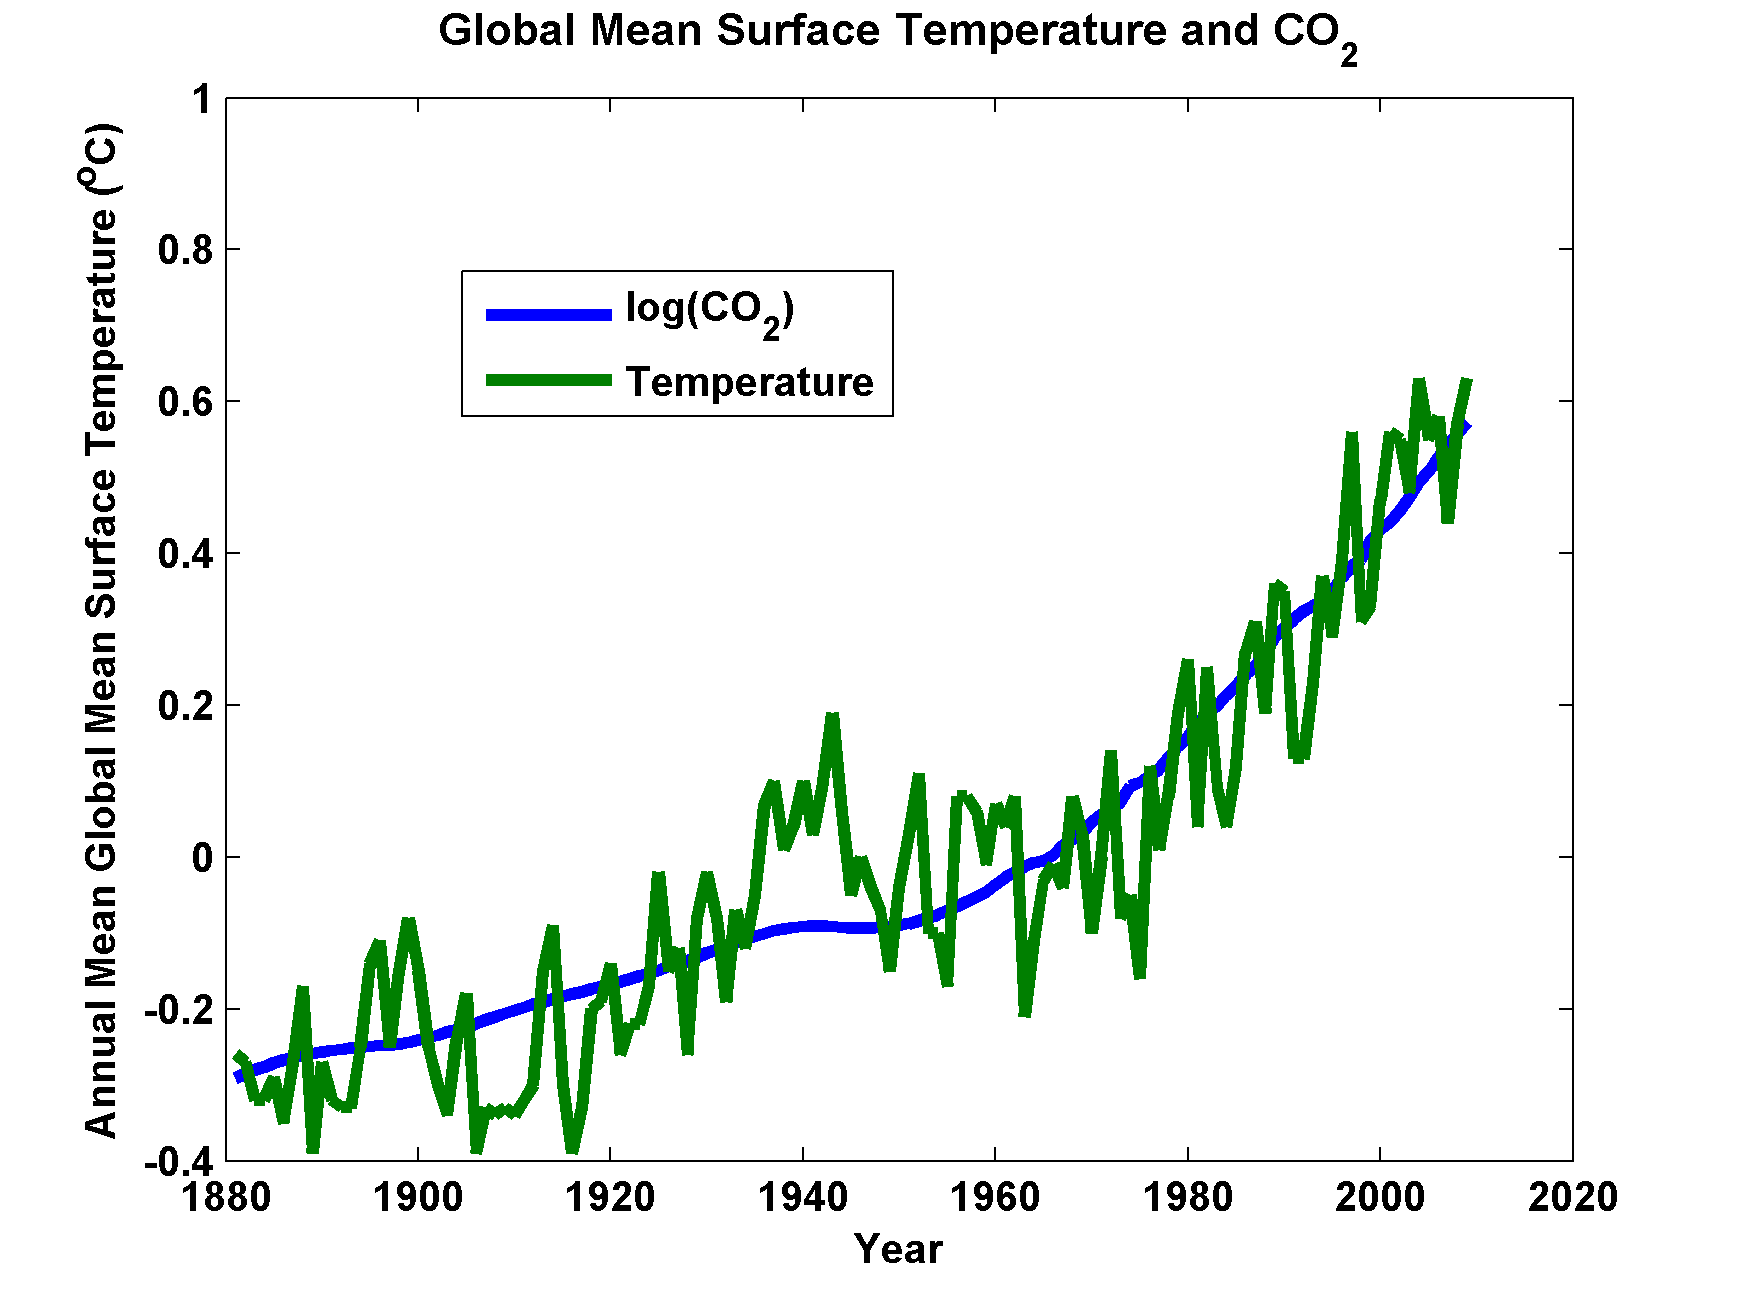 Global Mean Surface Temperature and CO₂
1
0.8
0.6
0.4
0.2
0
-0.2
-0.4
Annual Mean Global Mean Surface Temperature (ᵒC)
log(CO₂)
Temperature
1880 1900 1920 1940 1960 1980 2000 2020
Year